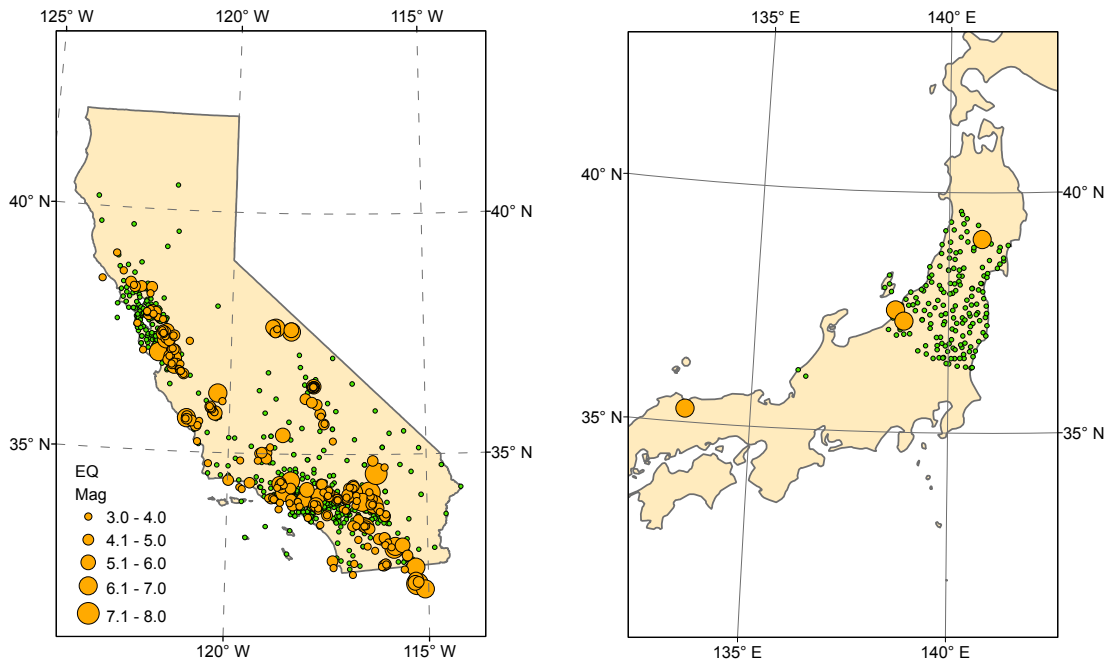 125° W
120° W
115° W
135° E
140° E
40° N
40° N
40° N
40° N
35° N
35° N
35° N
35° N
EQ
Mag
3.0 - 4.0
4.1 - 5.0
5.1 - 6.0
6.1 - 7.0
7.1 - 8.0
120° W
115° W
135° E
140° E